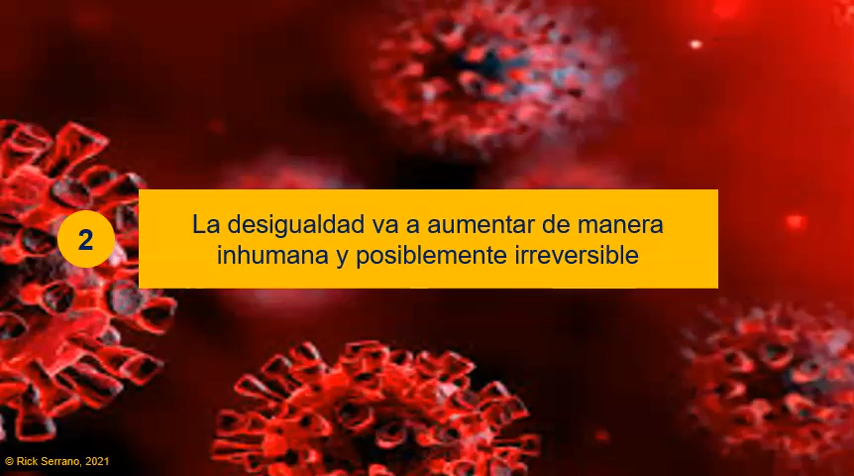 2
La desigualdad va a aumentar de manera
inhumana y posiblemente irreversible
© Rick Serrano, 2021